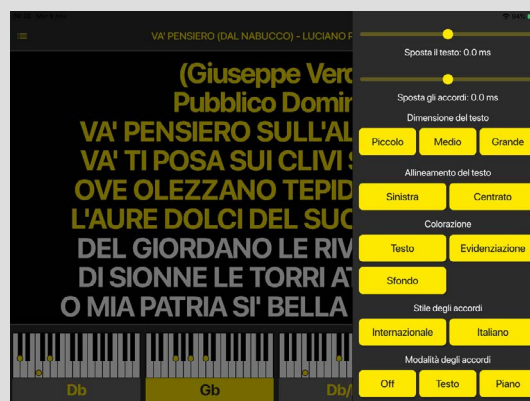 VA' PENSIERO (DAL NABUCCO) - LUCIANO
94%
(Giuseppe Verd
Pubblico Domin
VA' PENSIERO SULL'AL
VA' TI POSA SUI CLIVI
OVE OLEZZANO TEPID
L'AURE DOLCI DEL SUO
DEL GIORDANO LE RIV
DI SIONNE LE TORRI AT
O MIA PATRIA SI' BELLA
Db
Gb
Db/
Sposta il testo: 0.0 ms
Sposta gli accordi: 0.0 ms
Dimensione del testo
Piccolo Medio Grande
Allineamento del testo
Sinistra Centrato
Colorazione
Testo Evidenziazione
Sfondo
Stile degli accordi
Internazionale Italiano
Modalità degli accordi
Off Testo Piano